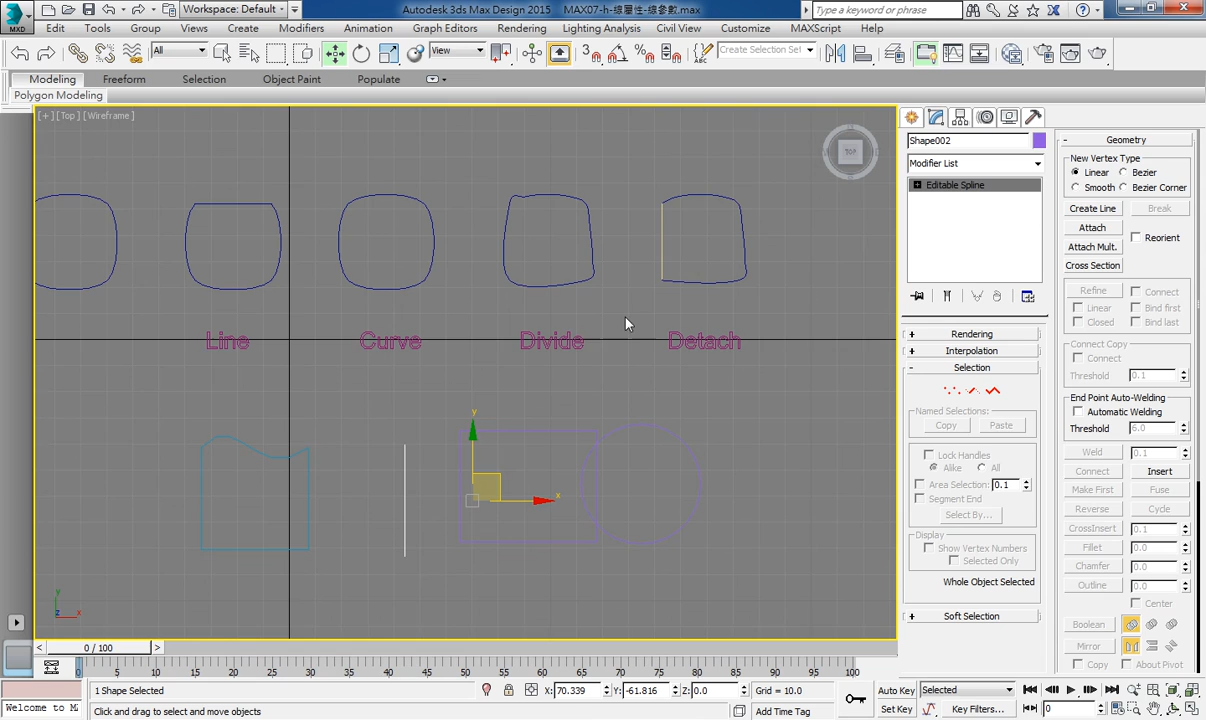 Workspace: Default
Autodesk 3ds Max Design 2015
MAX07-h-線屬性-線參數.max
Type a keyword or phrase
MXD
Edit Tools Group Views Create Modifiers Animation Graph Editors Rendering Lighting Analysis Civil View Customize MAXScript Help
All
View
3
%
ABC
Create Selection Set
Modeling Freeform Selection Object Paint Populate
Polygon Modeling
[+] [Top] [Wireframe]
TOP
Line Curve Divide Detach
y
x
y
z x
Shape002
Modifier List
Editable Spline
+ Rendering
+ Interpolation
- Selection
Named Selections:
Copy Paste
Lock Handles
Alike All
Area Selection: 0.1
Segment End
Select By...
Display
Show Vertex Numbers
Selected Only
Whole Object Selected
+ Soft Selection
- Geometry
New Vertex Type
Linear Bezier
Smooth Bezier Corner
Create Line Break
Attach
Reorient
Attach Mult.
Cross Section
Refine Connect
Linear Bind first
Closed Bind last
Connect Copy
Connect
Threshold 0.1
End Point Auto-Welding
Automatic Welding
Threshold 6.0
Weld 0.1
Connect Insert
Make First Fuse
Reverse Cycle
CrossInsert 0.1
Fillet 0.0
Chamfer 0.0
Outline 0.0
Center
Boolean
Mirror
Copy About Pivot
< 0 / 100 >
0 5 10 15 20 25 30 35 40 45 50 55 60 65 70 75 80 85 90 95 100
1 Shape Selected
X: 70.339 Y: -61.816 Z: 0.0 Grid = 10.0
Auto Key Selected
Welcome to M
Click and drag to select and move objects
Add Time Tag
Set Key Key Filters... 0